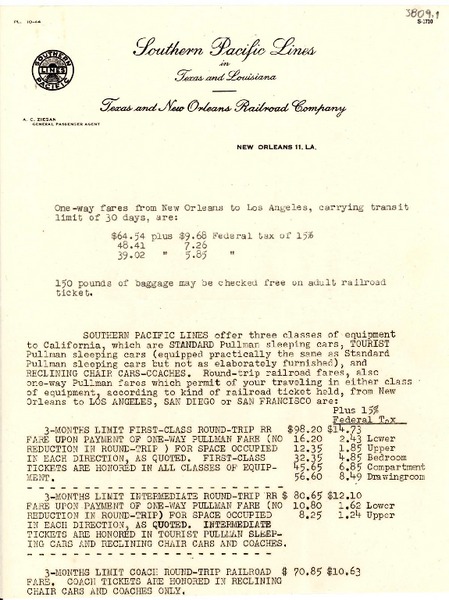 3809.1
S-1710
SOUTHERN
LINES
PACIFIC
Southern Pacific Lines
in
Texas and Louisiana
Texas and New Orleans Railroad Company
GENERAL PASSENGER AGENT
NEW ORLEANS 11, LA.
One-way fares from New Orleans to Los Angeles, carrying transit
limit of 30 days, are:
$64.54 plus $9.68 Federal tax of 15%
48.41 7.26
39.02 " 5.85 "
150 pounds of baggage may be checked free on adult railroad
ticket.
SOUTHERN PACIFIC LINES offer three classes of equipment
to California, which are STANDARD Pullman sleeping cars, TOURIST
Pullman sleeping cars (equipped practically the same as Standard
Pullman sleeping cars but not as elaborately furnished), and
RECLINING CHAIR CARS-COACHES. Round-trip railroad fares, also
one-way Pullman fares which permit of your traveling in either class
of equipment, according to kind of railroad ticket held, from New
Orleans to LOS ANGELES, SAN DIEGO or SAN FRANCISCO are:
Plus 15%
Federal Tax
3-MONTHS LIMIT FIRST-CLASS ROUND-TRIP RR $98.20 $14.73
FARE UPON PAYMENT OF ONE-WAY PULLMAN FARE (NO 16.20 2.43 Lower
REDUCTION IN ROUND-TRIP ) FOR SPACE OCCUPIED 12.35 1.85 Upper
IN EACH DIRECTION, AS QUOTED. FIRST-CLASS 32.35 4.85 Bedroom
TICKETS ARE HONORED IN ALL CLASSES OF EQUIP- 45.65 6.85 Compartment
MENT. 56.60 8.49 Drawingroom
3-MONTHS LIMIT INTEPMEDIATE ROUND-TRIP RR $ 80.65 $12.10
FARE UPON PAYMENT OF ONE-WAY PULLMAN FARE (NO 10.80 1.62 Lower
REDUCTION IN ROUND-TRIP) FOR SPACE OCCUPIED 8.25 1.24 Upper
IN EACH DIRECTION, AS QUOTED. INTERMEDIATE
TICKETS ARE HONORED IN TOURIST PULLMAN SLEEP-
ING CARS AND RECLINING CHAIR CARS AND COACHES.
3-MONTHS LIMIT COACH ROUND-TRIP RAILROAD $ 70.85 $10.63
FARE. COACH TICKETS ARE HONORED IN RECLINING
CHAIR CARS AND COACHES ONLY.